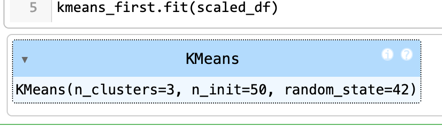 5 kmeans_first.fit(scaled_df)
▾ KMeans i ?
KMeans(n_clusters=3, n_init=50, random_state=42)